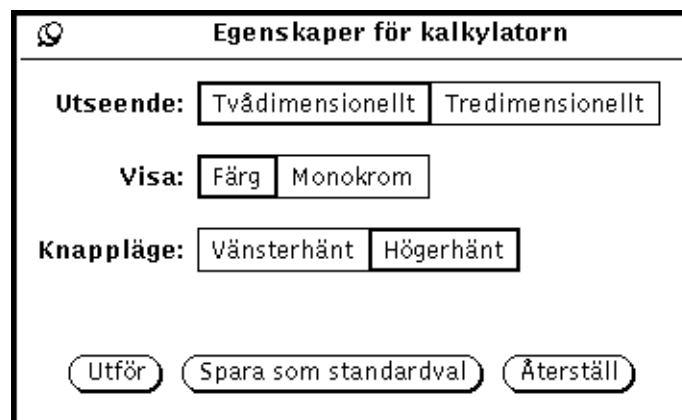 Egenskaper för kalkylatorn
Utseende: Tvådimensionellt Tredimensionellt
Visa: Färg Monokrom
Knappläge: Vänsterhänt Högerhänt
Utför Spara som standardval Återställ